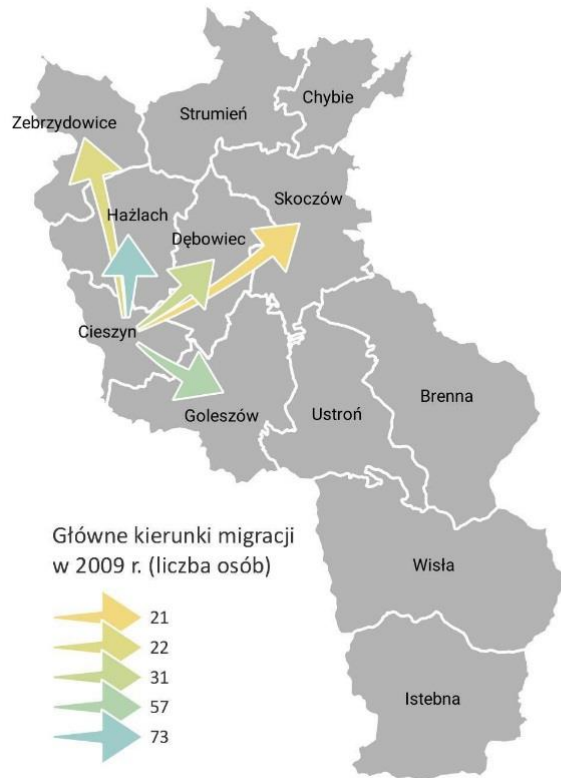 Chybie
Strumień
Zebrzydowice
Skoczów
Hażlach
Dębowiec
Cieszyn
Brenna
Goleszów
Ustroń
Główne kierunki migracji
w 2009 r. (liczba osób)
Wisła
21
22
31
57
73
Istebna